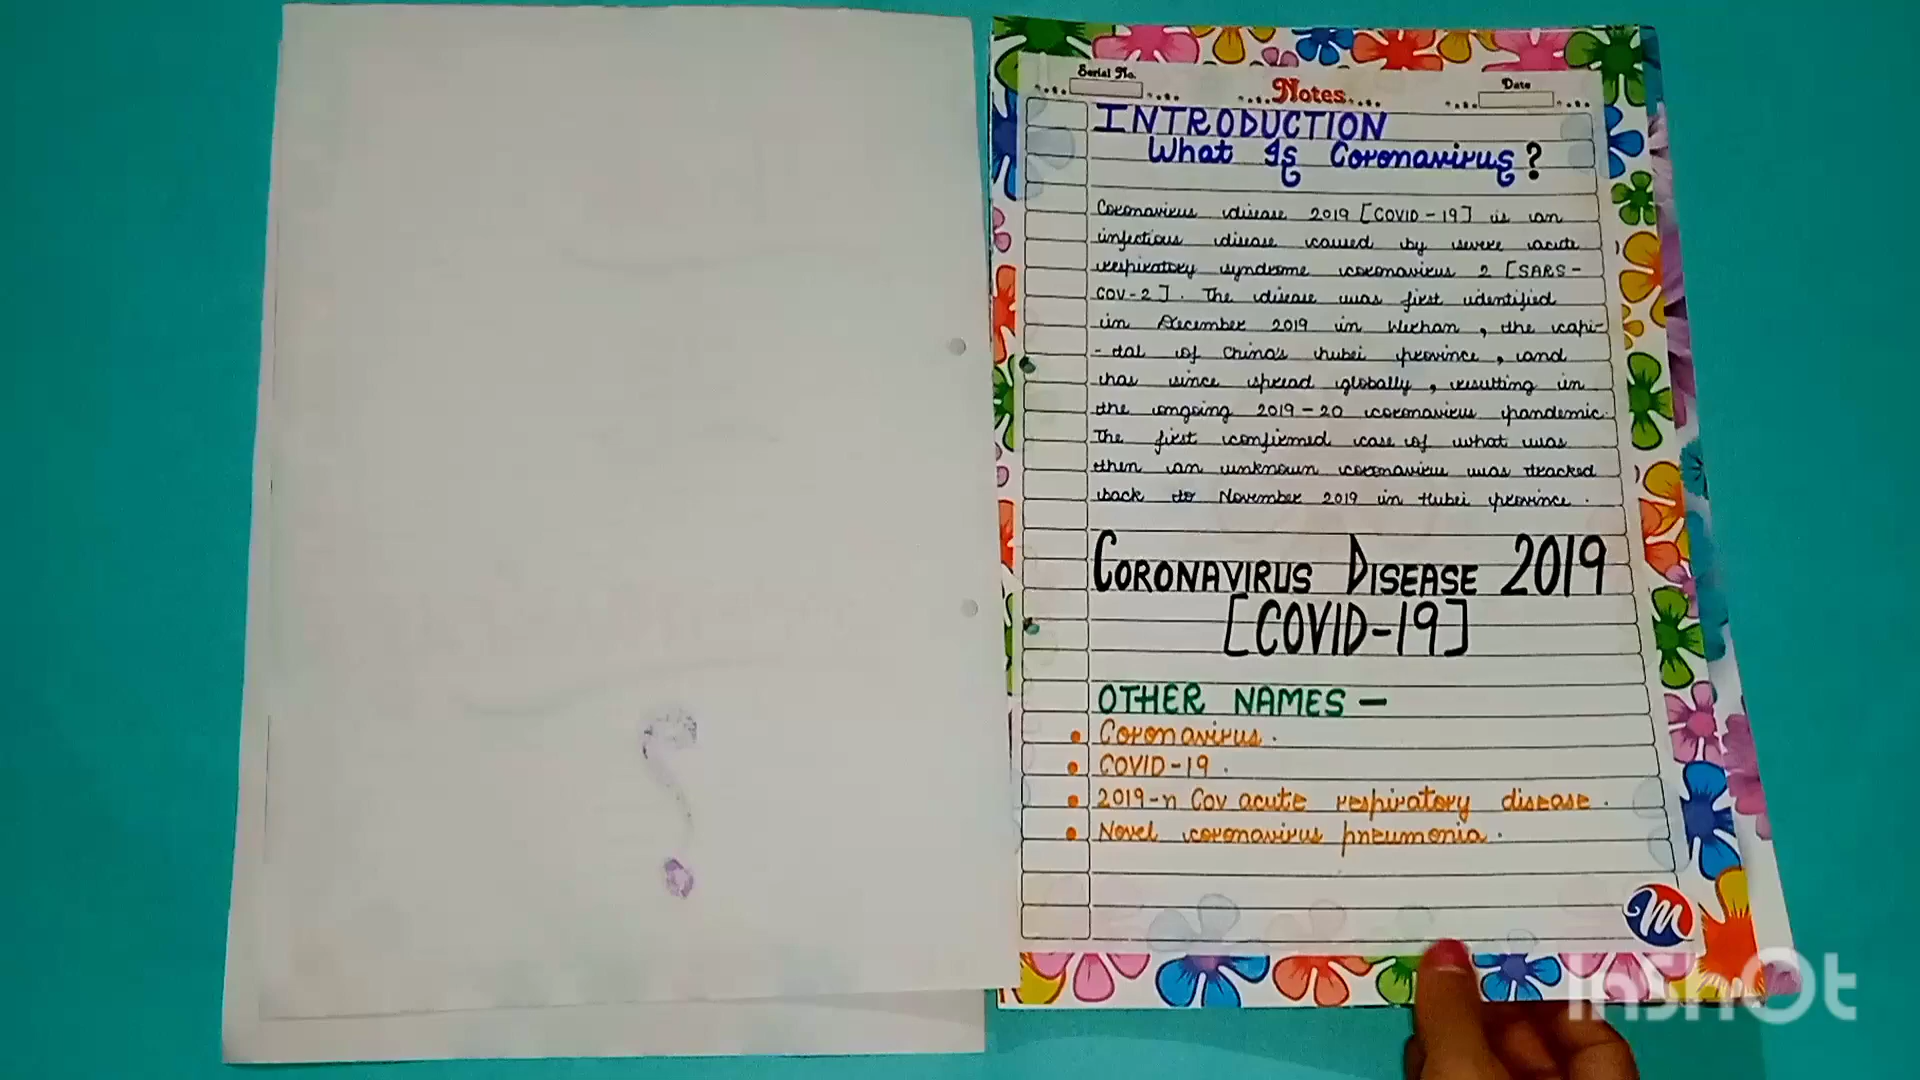 Serial No.
Notes
Date
INTRODUCTION
What Is Coronavirus?
Coronavirus disease 2019 [COVID-19] is an
infectious disease caused by severe acute
respiratory syndrome coronavirus 2 [SARS-
COV-2]. The disease was first identified
in December 2019 in Wuhan, the capi-
-tal of China's hubei province, and
has since spread globally, resulting in
the ongoing 2019-20 coronavirus pandemic.
The first confirmed case of what was
then an unknown coronavirus was tracked
back to November 2019 in Hubei province.
CORONAVIRUS DISEASE 2019
[COVID-19]
OTHER NAMES -
• Coronavirus.
• COVID-19.
• 2019-n Cov acute respiratory disease.
• Novel coronavirus pneumonia.
M
InShOt
?